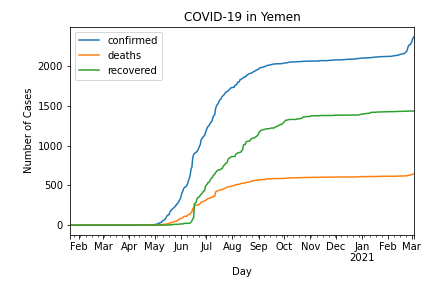 COVID-19 in Yemen
confirmed
deaths
recovered
Number of Cases
2000
1500
1000
500
0
Feb Mar Apr May Jun Jul Aug Sep Oct Nov Dec Jan Feb Mar
2021
Day